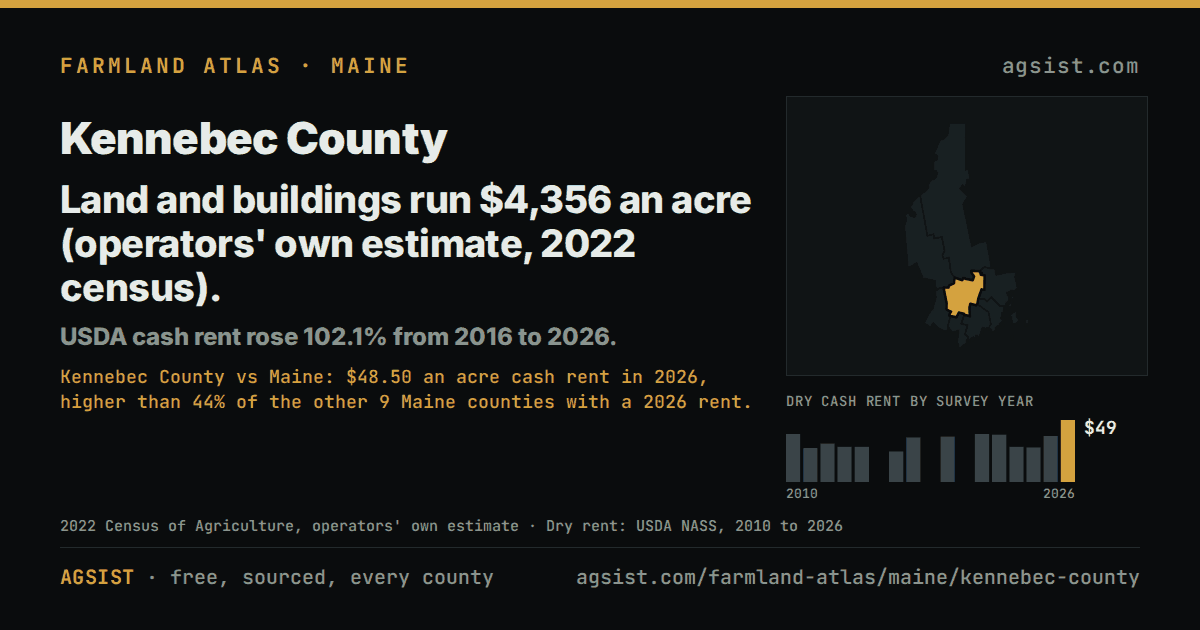 FARMLAND ATLAS · MAINE
agsist.com
Kennebec County
Land and buildings run $4,356 an acre
(operators' own estimate, 2022
census).
USDA cash rent rose 102.1% from 2016 to 2026.
Kennebec County vs Maine: $48.50 an acre cash rent in 2026,
higher than 44% of the other 9 Maine counties with a 2026 rent.
DRY CASH RENT BY SURVEY YEAR
$49
2010
2026
2022 Census of Agriculture, operators' own estimate · Dry rent: USDA NASS, 2010 to 2026
AGSIST · free, sourced, every county
agsist.com/farmland-atlas/maine/kennebec-county